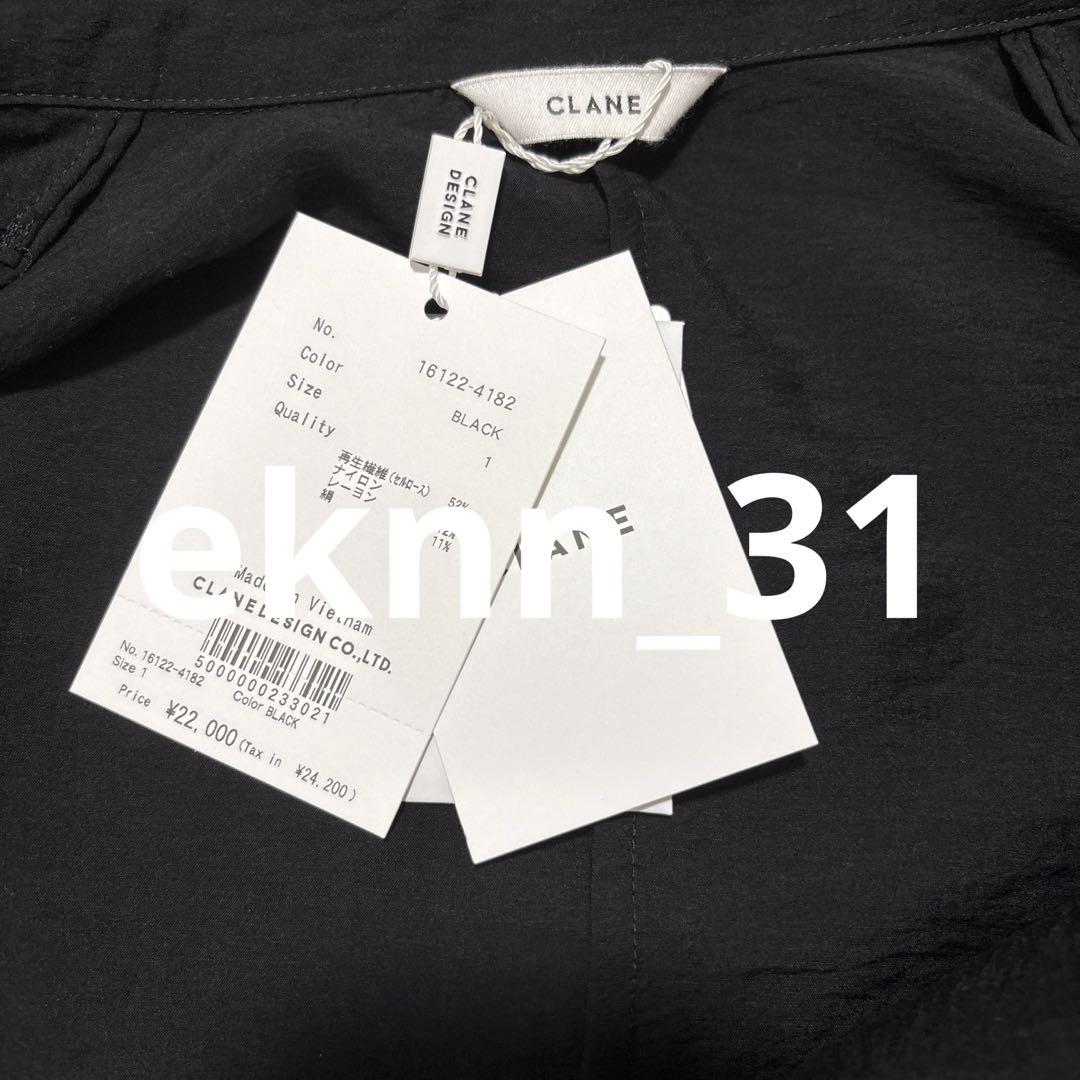 CLANE
CLANE
DESIGN
No. 16122-4182
Color BLACK
Size 1
Quality
再生繊維(セルロース) 52%
ナイロン
レーヨン
絹 11%
Made in Vietnam
CLANE DESIGN CO.,LTD.
5000000233021
No. 16122-4182
Size 1 Color BLACK
Price ¥22,000(Tax in ¥24,200)
eknn_31